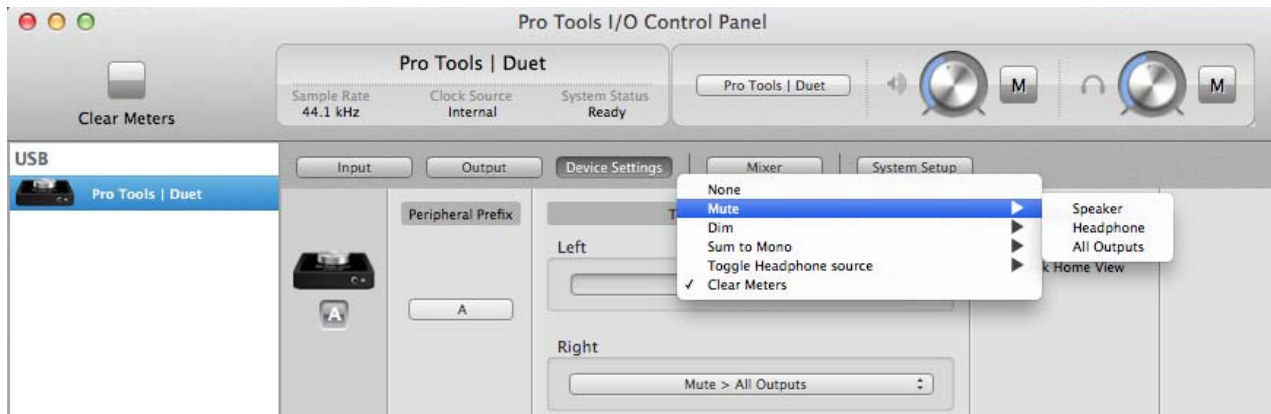 Pro Tools I/O Control Panel
Clear Meters
Pro Tools | Duet
Sample Rate
44.1 kHz
Clock Source
Internal
System Status
Ready
Pro Tools | Duet
M
M
USB
Pro Tools | Duet
Input
Output
Device Settings
Mixer
System Setup
Peripheral Prefix
T
A
A
Left
None
Mute
Dim
Sum to Mono
Toggle Headphone source
✓ Clear Meters
Speaker
Headphone
All Outputs
Home View
Right
Mute > All Outputs